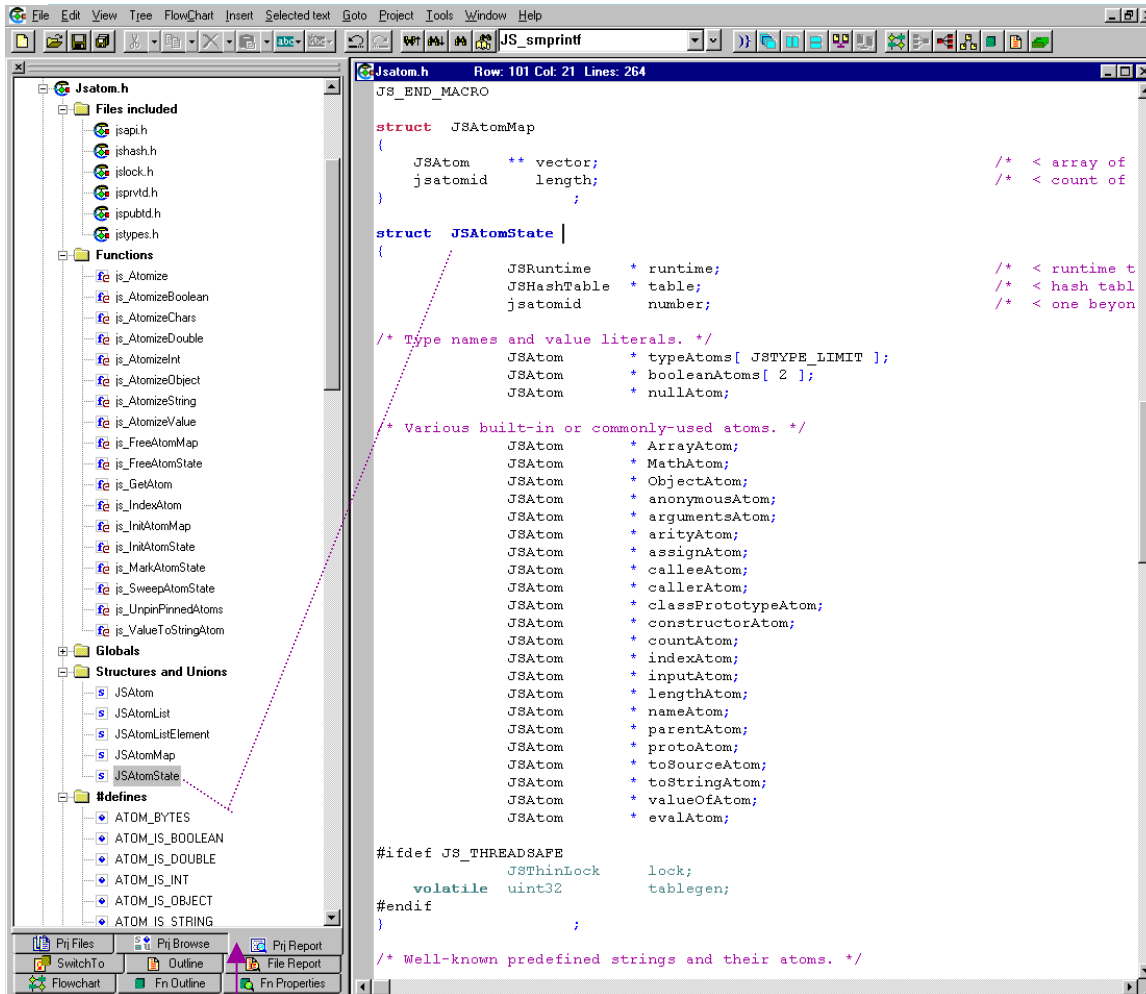 File Edit View Tree FlowChart Insert Selected text Goto Project Tools Window Help
JS_smprintf
Jsatom.h
Files included
jsapi.h
jshash.h
jslock.h
jsprvtd.h
jspubtd.h
jstypes.h
Functions
js_Atomize
js_AtomizeBoolean
js_AtomizeChars
js_AtomizeDouble
js_AtomizeInt
js_AtomizeObject
js_AtomizeString
js_AtomizeValue
js_FreeAtomMap
js_FreeAtomState
js_GetAtom
js_IndexAtom
js_InitAtomMap
js_InitAtomState
js_MarkAtomState
js_SweepAtomState
js_UnpinPinnedAtoms
js_ValueToStringAtom
Globals
Structures and Unions
JSAtom
JSAtomList
JSAtomListElement
JSAtomMap
JSAtomState
#defines
ATOM_BYTES
ATOM_IS_BOOLEAN
ATOM_IS_DOUBLE
ATOM_IS_INT
ATOM_IS_OBJECT
ATOM_IS_STRING
Prj Files Prj Browse Prj Report
SwitchTo Outline File Report
Flowchart Fn Outline Fn Properties
Jsatom.h Row: 101 Col: 21 Lines: 264
JS_END_MACRO
struct JSAtomMap
{
JSAtom ** vector; /* < array of
jsatomid length; /* < count of
} ;
struct JSAtomState
{
JSRuntime * runtime; /* < runtime t
JSHashTable * table; /* < hash tabl
jsatomid number; /* < one beyon
/* Type names and value literals. */
JSAtom * typeAtoms[ JSTYPE_LIMIT ];
JSAtom * booleanAtoms[ 2 ];
JSAtom * nullAtom;
/* Various built-in or commonly-used atoms. */
JSAtom * ArrayAtom;
JSAtom * MathAtom;
JSAtom * ObjectAtom;
JSAtom * anonymousAtom;
JSAtom * argumentsAtom;
JSAtom * arityAtom;
JSAtom * assignAtom;
JSAtom * calleeAtom;
JSAtom * callerAtom;
JSAtom * classPrototypeAtom;
JSAtom * constructorAtom;
JSAtom * countAtom;
JSAtom * indexAtom;
JSAtom * inputAtom;
JSAtom * lengthAtom;
JSAtom * nameAtom;
JSAtom * parentAtom;
JSAtom * protoAtom;
JSAtom * toSourceAtom;
JSAtom * toStringAtom;
JSAtom * valueOfAtom;
JSAtom * evalAtom;
#ifdef JS_THREADSAFE
JSThinLock lock;
volatile uint32 tablegen;
#endif
} ;
/* Well-known predefined strings and their atoms. */